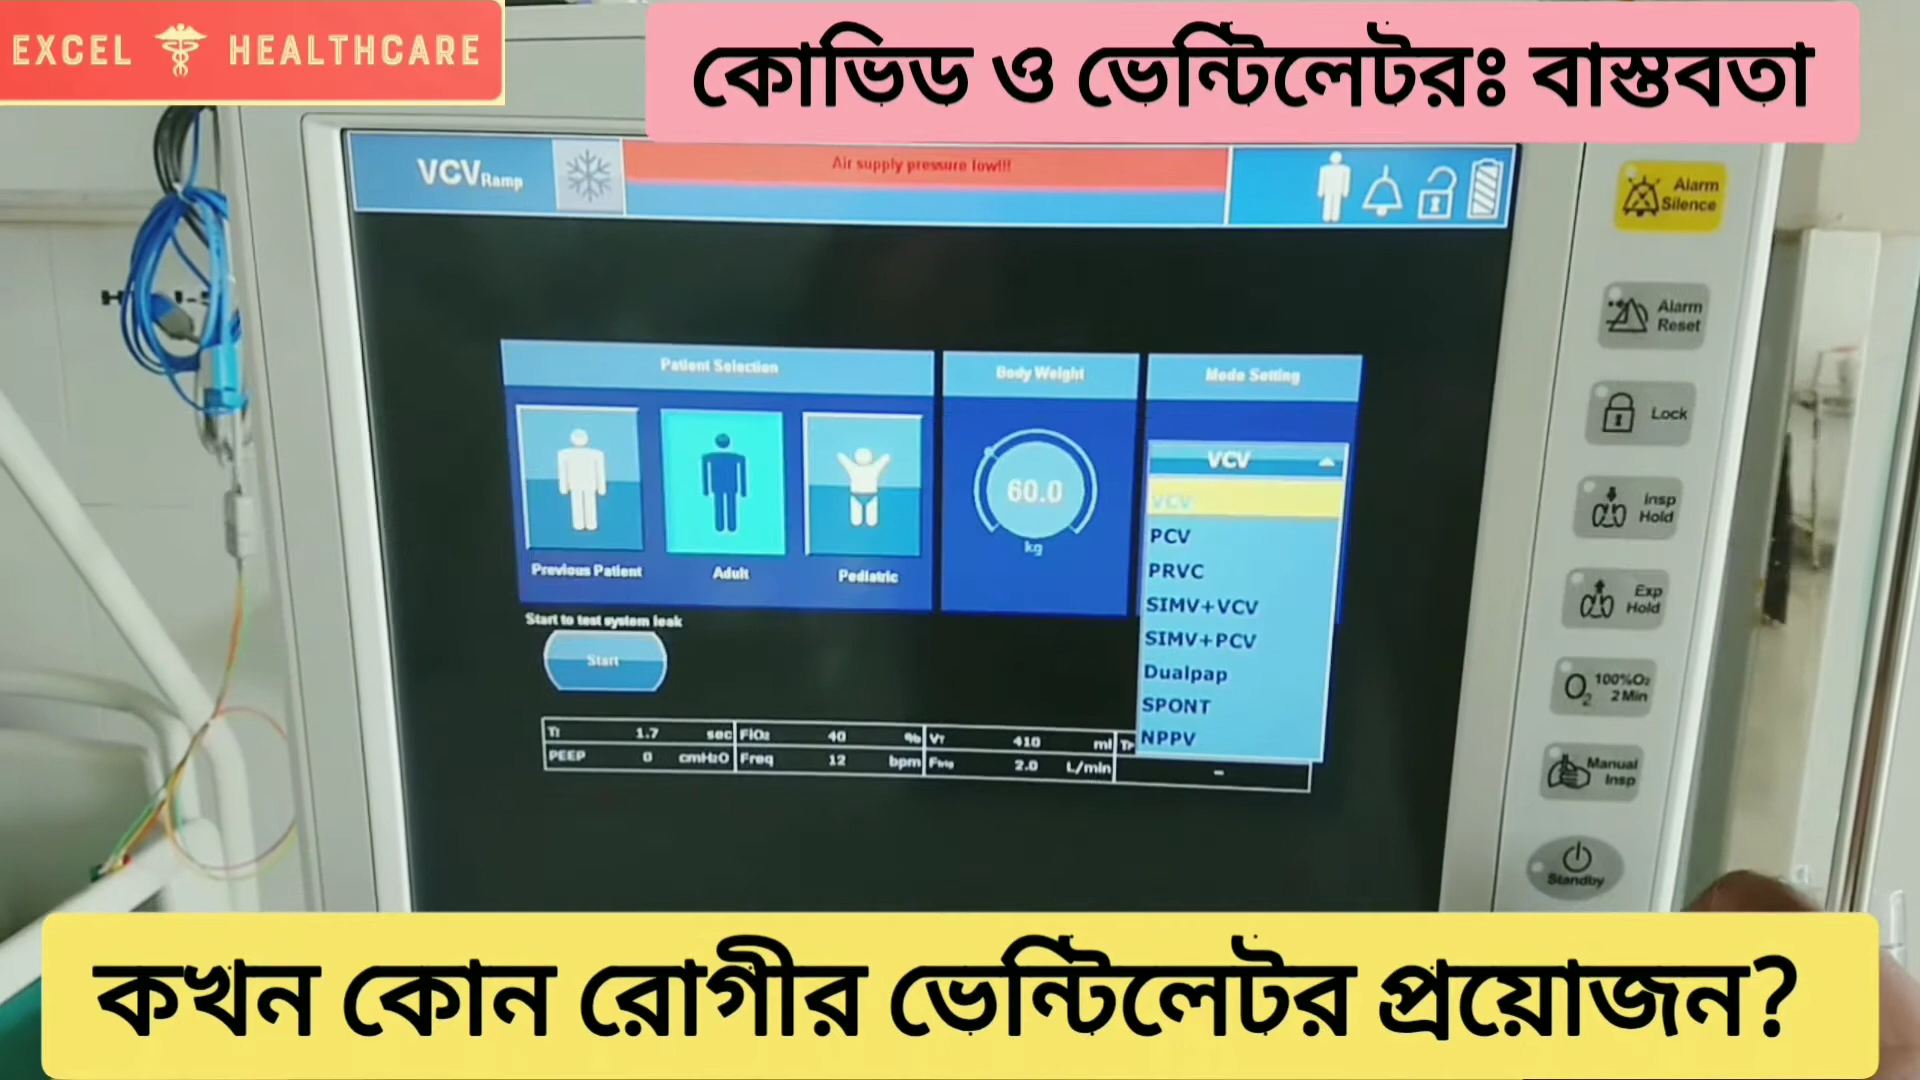 EXCEL HEALTHCARE
কোভিড ও ভেন্টিলেটরঃ বাস্তবতা
VCV Ramp
Air supply pressure low!!!
Alarm Silence
Alarm Reset
Lock
Insp Hold
Exp Hold
O2 100%O2 2 Min
Manual Insp
Standby
Patient Selection
Body Weight
Mode Setting
Previous Patient
Adult
Pediatric
60.0
kg
VCV
VCV
PCV
PRVC
SIMV+VCV
SIMV+PCV
Dualpap
SPONT
NPPV
Start to test system leak
Start
TI 1.7 sec FiO2 40 % VT 410 ml
PEEP 0 cmH2O Freq 12 bpm Ftrig 2.0 L/min -
কখন কোন রোগীর ভেন্টিলেটর প্রয়োজন?